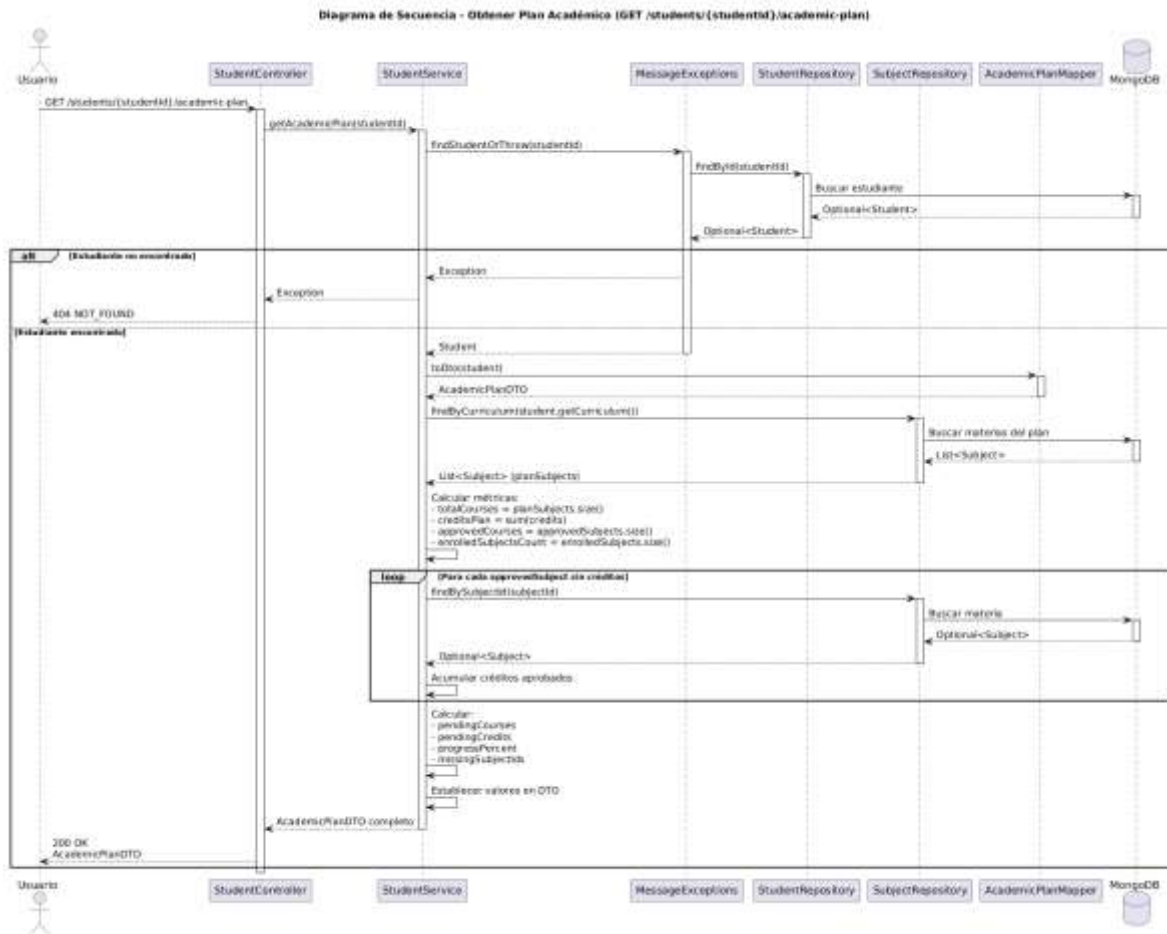 Diagrama de Secuencia - Obtener Plan Académico (GET /students/{studentId}/academic-plan)
Usuario
StudentController
StudentService
MessageExceptions
StudentRepository
SubjectRepository
AcademicPlanMapper
MongoDB
GET /students/{studentId}/academic-plan
getAcademicPlan(studentId)
findStudentOrThrow(studentId)
findById(studentId)
Buscar estudiante
Optional<Student>
Optional<Student>
alt
[Estudiante no encontrado]
Exception
Exception
404 NOT_FOUND
[Estudiante encontrado]
Student
toDto(student)
AcademicPlanDTO
findByCurriculum(student.getCurriculum())
Buscar materias del plan
List<Subject>
List<Subject> (planSubjects)
Calcular métricas:
- totalCourses = planSubjects.size()
- creditsPlan = sum(credits)
- approvedCourses = approvedSubjects.size()
- enrolledSubjectsCount = enrolledSubjects.size()
loop
[Para cada approvedSubject sin créditos]
findBySubjectId(subjectId)
Buscar materia
Optional<Subject>
Optional<Subject>
Acumular créditos aprobados
Calcular:
- pendingCourses
- pendingCredits
- progressPercent
- missingSubjectIds
Establecer valores en DTO
AcademicPlanDTO completo
200 OK
AcademicPlanDTO
Usuario
StudentController
StudentService
MessageExceptions
StudentRepository
SubjectRepository
AcademicPlanMapper
MongoDB